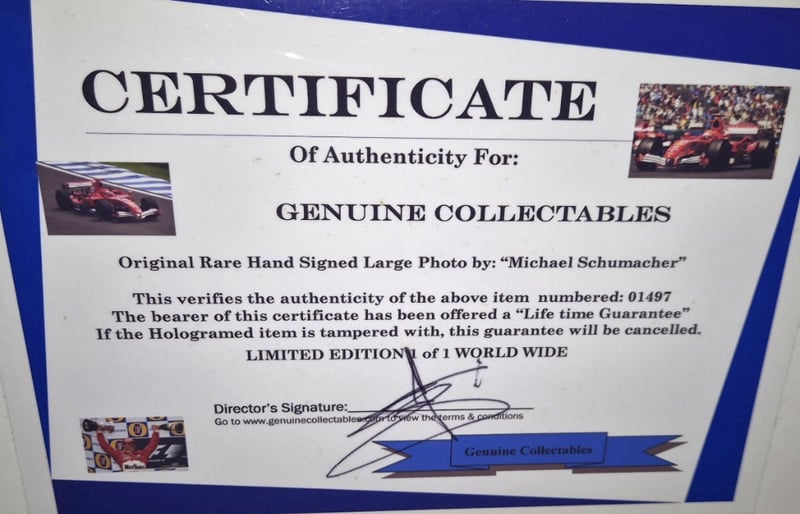 CERTIFICATE
Of Authenticity For:
GENUINE COLLECTABLES
Original Rare Hand Signed Large Photo by: “Michael Schumacher”
This verifies the authenticity of the above item numbered: 01497
The bearer of this certificate has been offered a “Life time Guarantee”
If the Hologramed item is tampered with, this guarantee will be cancelled.
LIMITED EDITION 1 of 1 WORLD WIDE
Director's Signature:
Go to www.genuinecollectables.com to view the terms & conditions
Genuine Collectables
Marlboro